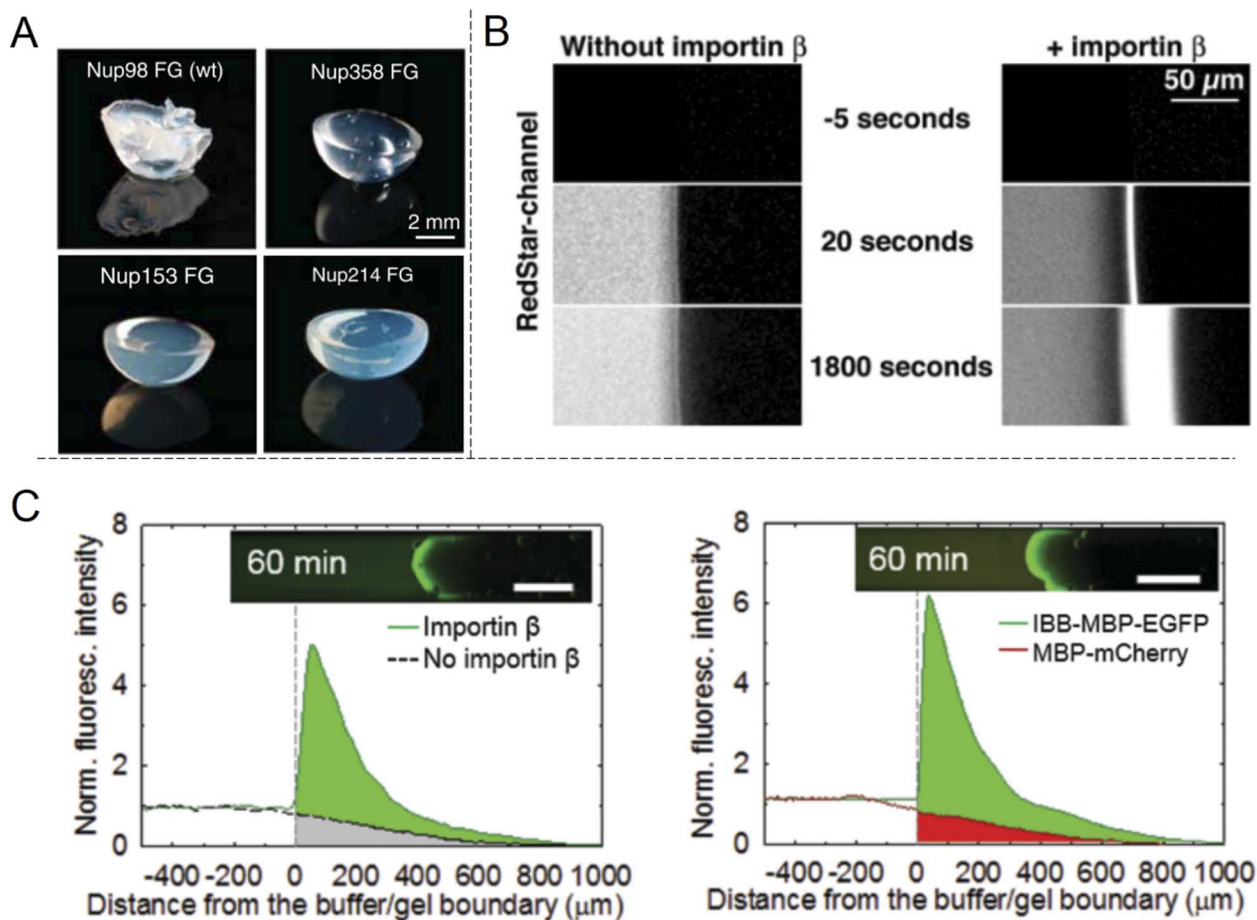 A
Nup98 FG (wt)
Nup358 FG
2 mm
Nup153 FG
Nup214 FG
B
Without importin β
+ importin β
RedStar-channel
-5 seconds
50 µm
20 seconds
1800 seconds
C
Norm. fluoresc. intensity
8
6
4
2
0
60 min
Importin β
No importin β
-400 -200 0 200 400 600 800 1000
Distance from the buffer/gel boundary (µm)
Norm. fluoresc. intensity
8
6
4
2
0
60 min
IBB-MBP-EGFP
MBP-mCherry
-400 -200 0 200 400 600 800 1000
Distance from the buffer/gel boundary (µm)